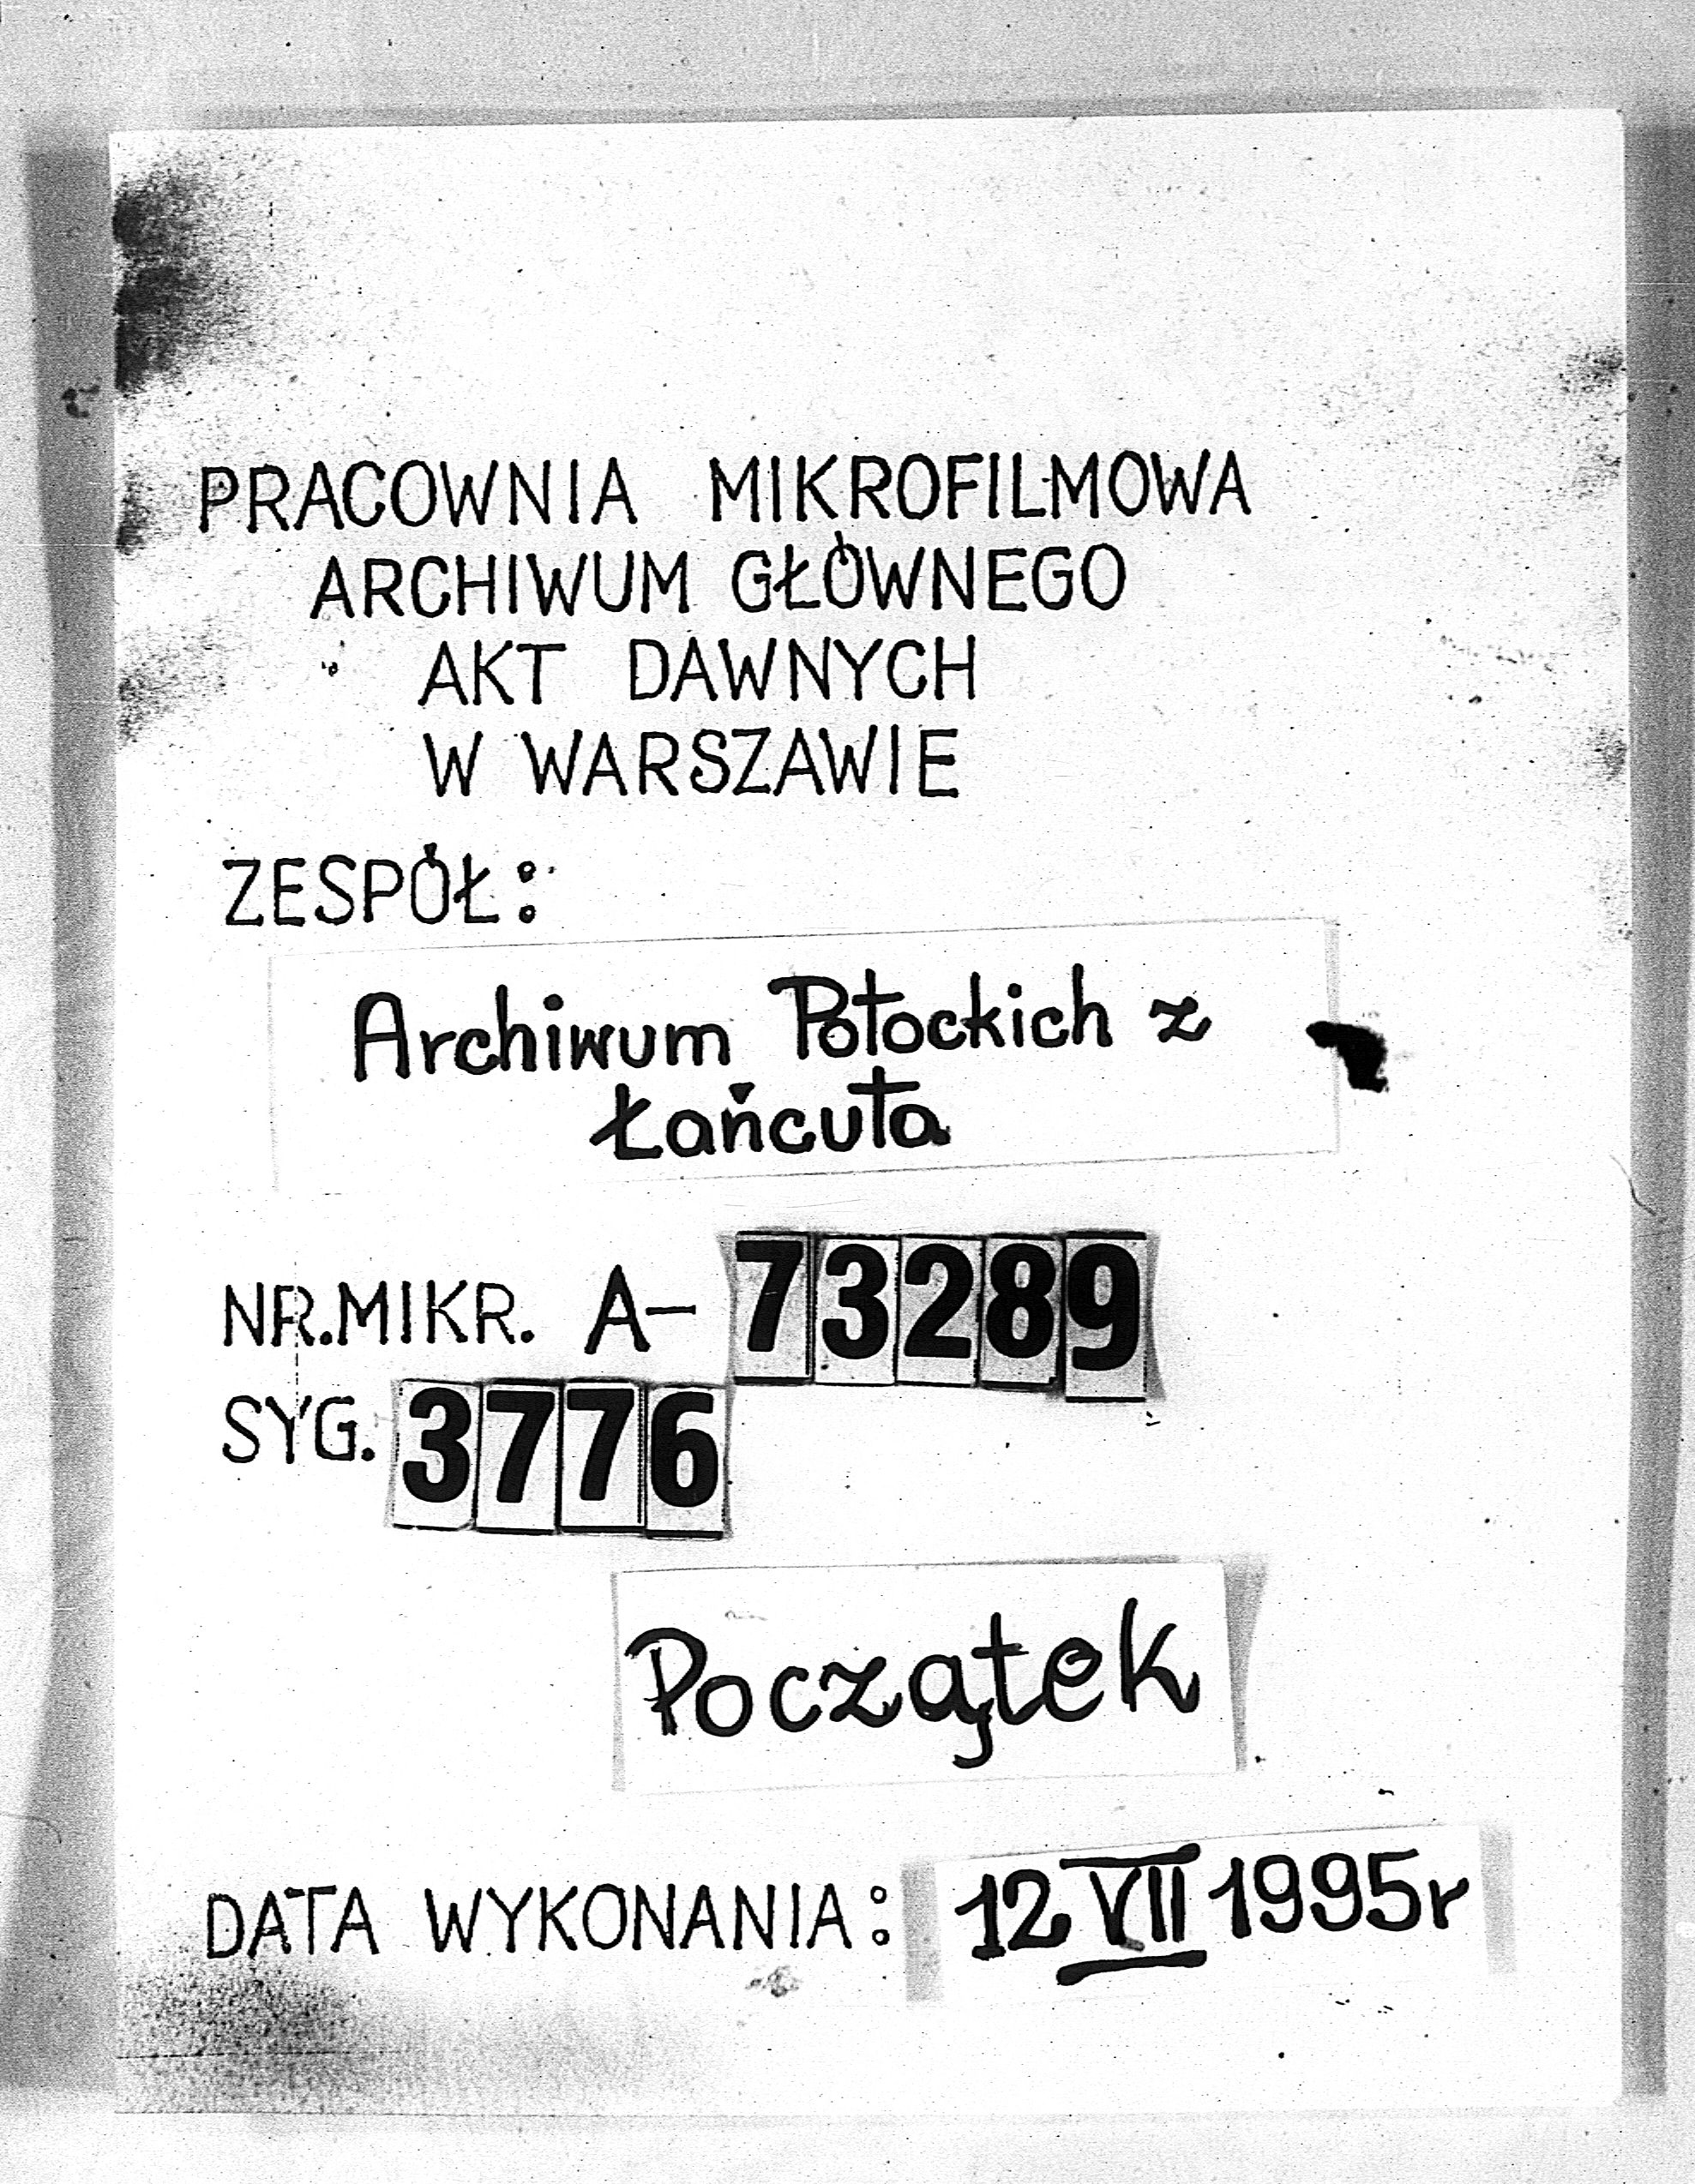 PRACOWNIA MIKROFILMOWA
ARCHIWUM GŁÓWNEGO
AKT DAWNYCH
W WARSZAWIE
ZESPÓŁ:
Archiwum Potockich z
Łańcuta
NR.MIKR. A- 73289
SYG. 3776
Początek
DATA WYKONANIA: 12 VII 1995r